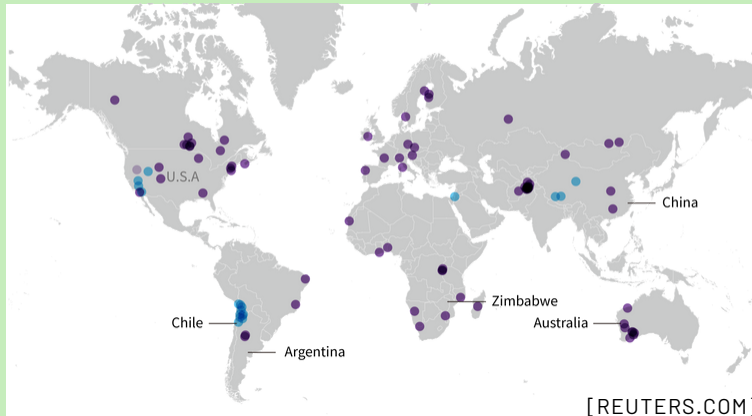 U.S.A
China
Zimbabwe
Chile
Australia
Argentina
[REUTERS.COM]